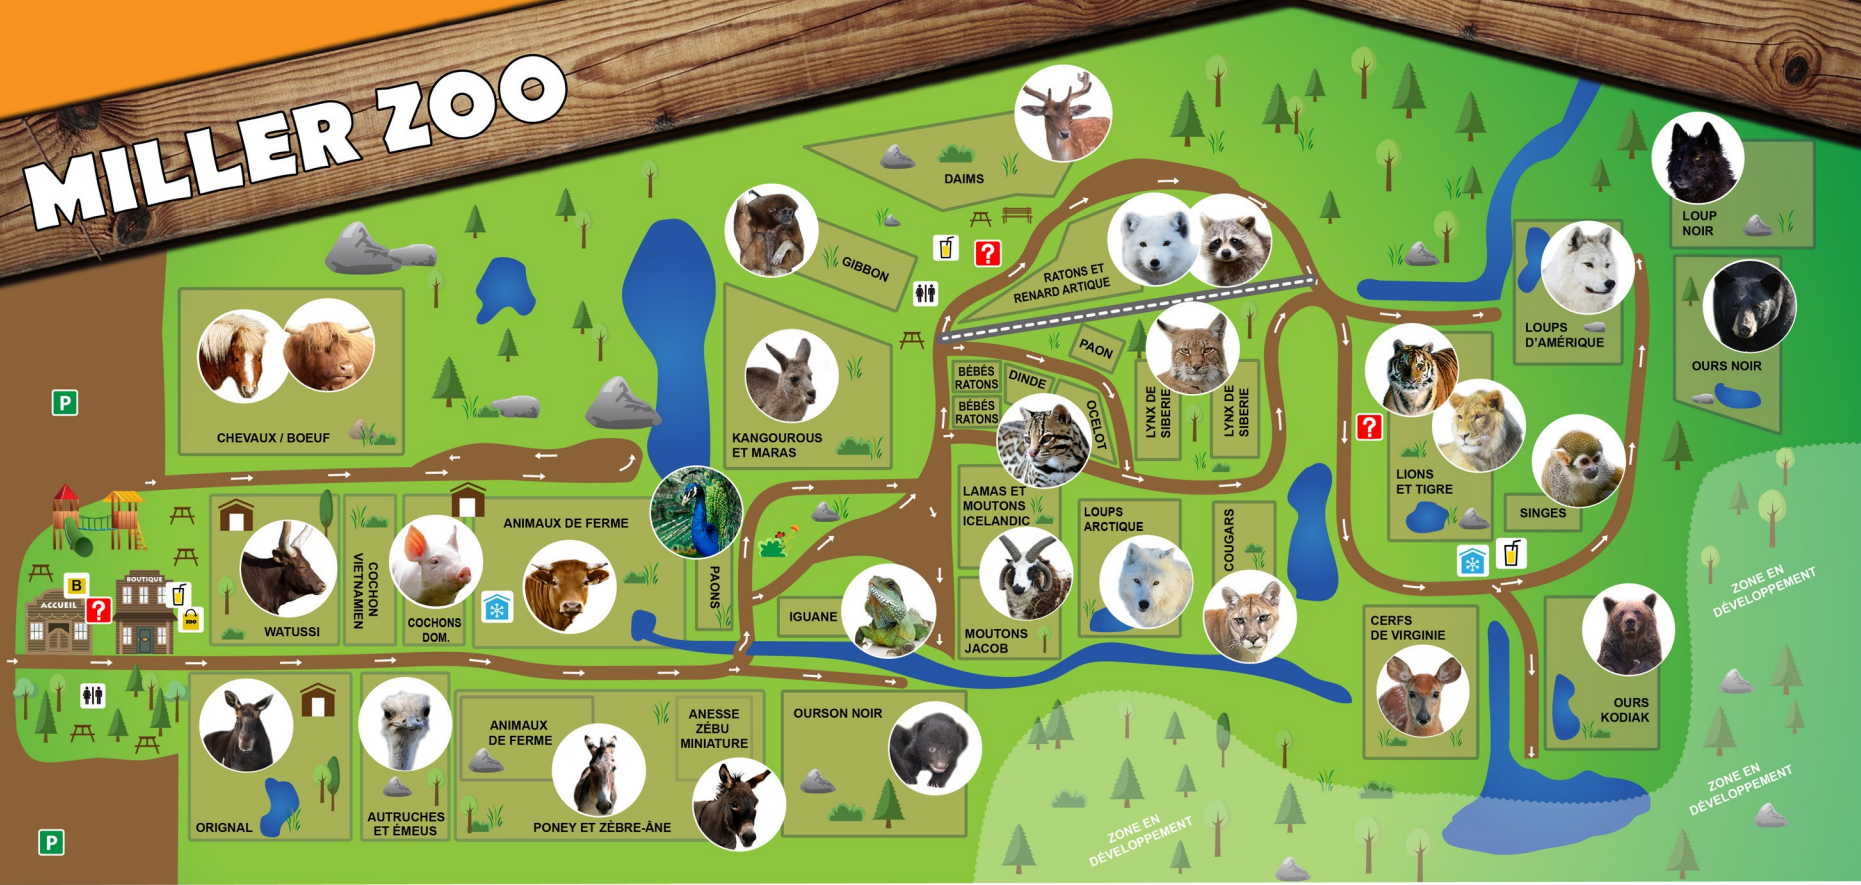 MILLER ZOO
DAIMS
GIBBON
RATONS ET
RENARD ARTIQUE
LOUP
NOIR
LOUPS
D'AMÉRIQUE
OURS NOIR
P
CHEVAUX / BOEUF
KANGOUROUS
ET MARAS
?
PAON
BÉBÉS
RATONS
DINDE
BÉBÉS
RATONS
OCELOT
LYNX DE
SIBERIE
LYNX DE
SIBERIE
?
LIONS
ET TIGRE
SINGES
ANIMAUX DE FERME
LAMAS ET
MOUTONS
ICELANDIC
LOUPS
ARCTIQUE
COUGARS
B
ACCUEIL
?
BOUTIQUE
ZOO
WATUSSI
COCHON
VIETNAMIEN
COCHONS
DOM.
PAONS
IGUANE
MOUTONS
JACOB
CERFS
DE VIRGINIE
OURS
KODIAK
ZONE EN
DÉVELOPPEMENT
ORIGNAL
AUTRUCHES
ET ÉMEUS
ANIMAUX
DE FERME
ANESSE
ZÉBU
MINIATURE
PONEY ET ZÈBRE-ÂNE
OURSON NOIR
P
ZONE EN
DÉVELOPPEMENT
ZONE EN
DÉVELOPPEMENT